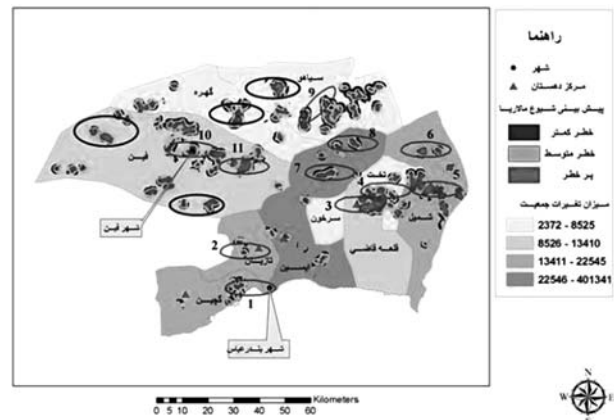 راهنما
شهر
مرکز دهستان
پیش بینی شیوع مالاریا
خطر کمتر
خطر متوسط
پر خطر
میزان تغییرات جمعیت
2372 - 8525
8526 - 13410
13411 - 22545
22546 - 401341
سیاهو
گهره
9
10
8
6
11
فین
7
تخت
4
5
3
شمیل
سرخون
شهر فین
2
قلعه قاضی
تازیان
ایسین
گچین
1
شهر بندرعباس
N
W
E
S
Kilometers
0 5 10 20 30 40 50 60